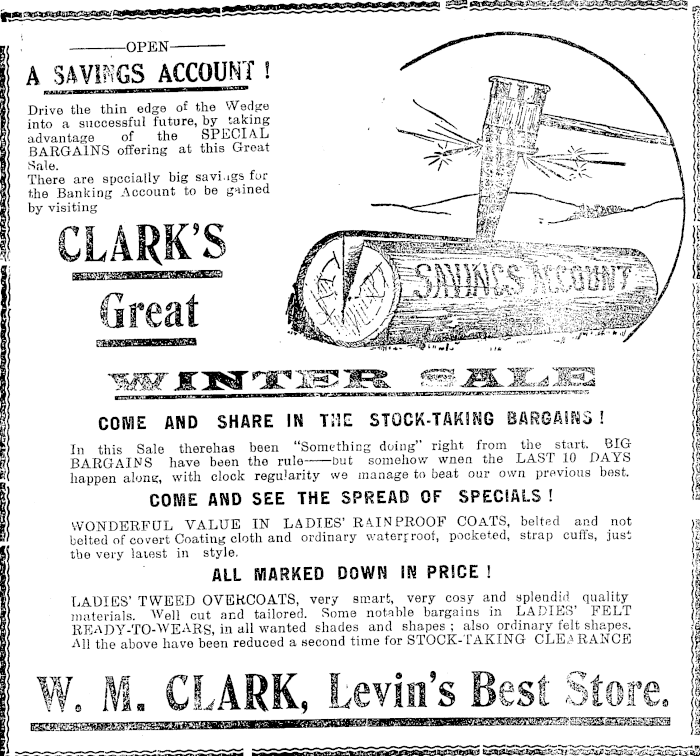 OPEN
A SAVINGS ACCOUNT!
Drive the thin edge of the Wedge
into a successful future, by taking
advantage of the SPECIAL
BARGAINS offering at this Great
Sale.
There are specially big savings for
the Banking Account to be gained
by visiting
CLARK'S
Great
SAVINGS ACCOUNT
WINTER SALE
COME AND SHARE IN THE STOCK-TAKING BARGAINS!
In this Sale therehas been "Something doing" right from the start. BIG
BARGAINS have been the rule—but somehow wnen the LAST 10 DAYS
happen along, with clock regularity we manage to beat our own previous best.
COME AND SEE THE SPREAD OF SPECIALS!
WONDERFUL VALUE IN LADIES' RAINPROOF COATS, belted and not
belted of covert Coating cloth and ordinary waterproof, pocketed, strap cuffs, just
the very latest in style.
ALL MARKED DOWN IN PRICE!
LADIES' TWEED OVERCOATS, very smart, very cosy and splendid quality
materials. Well cut and tailored. Some notable bargains in LADIES' FELT
READY-TO-WEARS, in all wanted shades and shapes; also ordinary felt shapes.
All the above have been reduced a second time for STOCK-TAKING CLEARANCE
W. M. CLARK, Levin's Best Store.